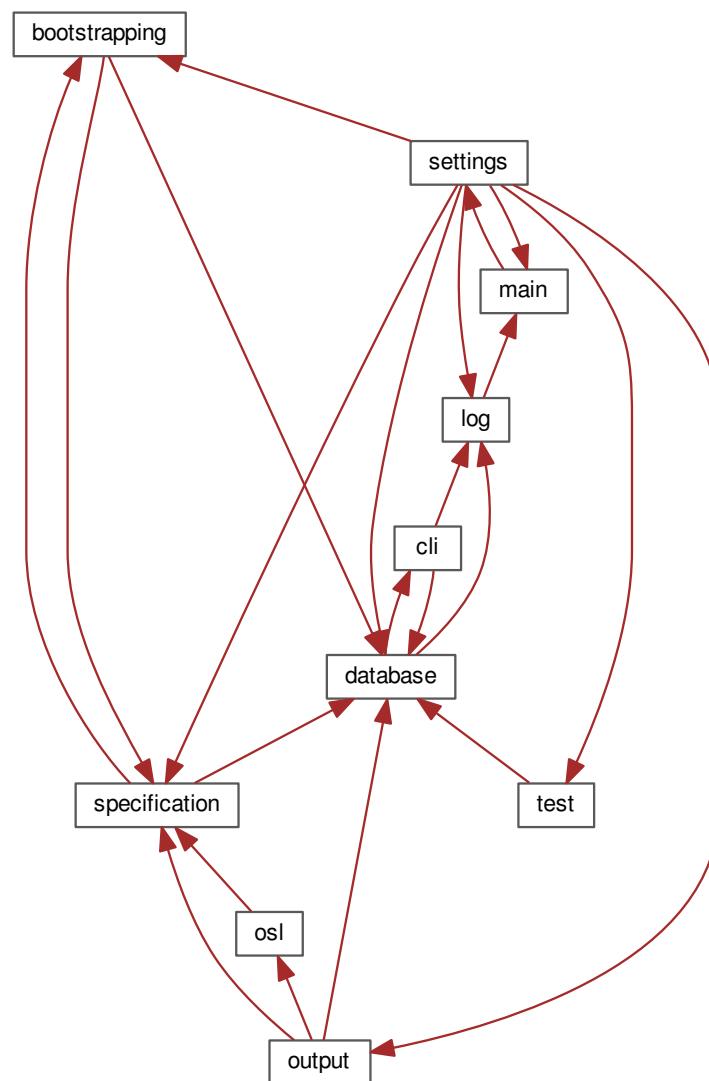 bootstrapping
settings
main
log
cli
database
specification
test
osl
output